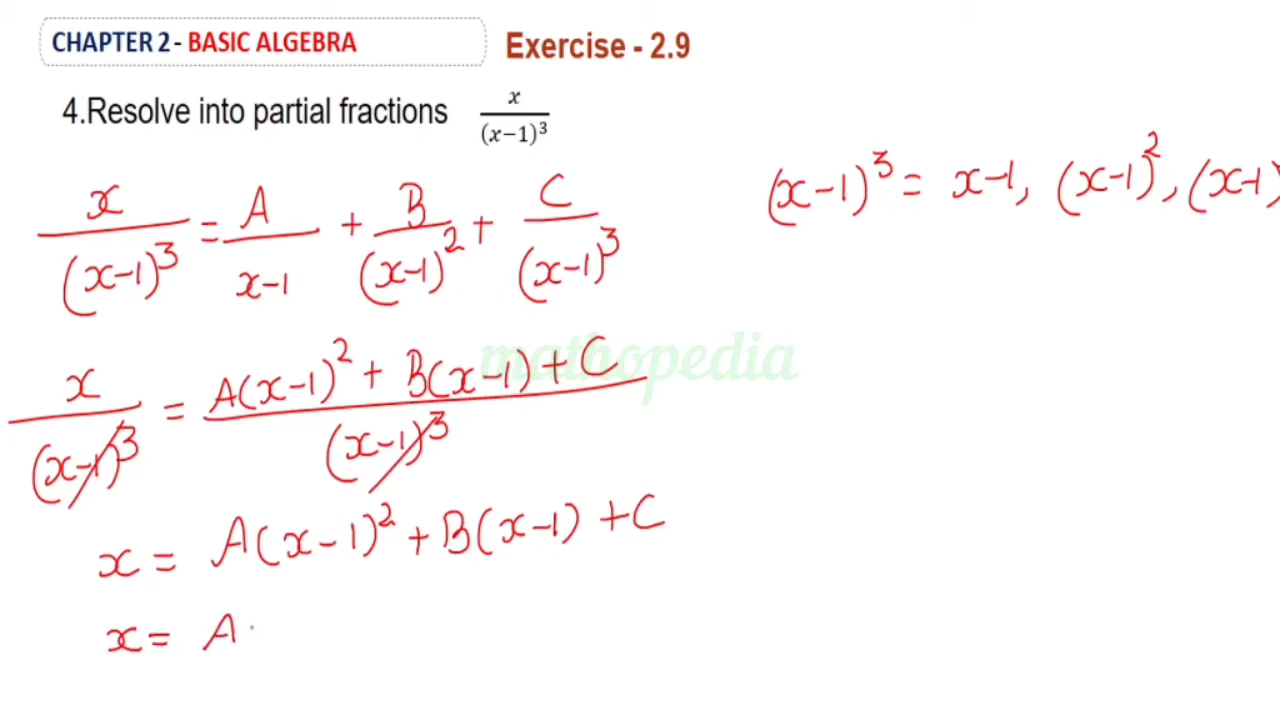 CHAPTER 2 - BASIC ALGEBRA
Exercise - 2.9
4.Resolve into partial fractions x/(x−1)³
x/(x-1)³ = A/x-1 + B/(x-1)² + C/(x-1)³
(x-1)³ = x-1, (x-1)², (x-1)
mathopedia
x/(x-1)³ = A(x-1)² + B(x-1) + C/(x-1)³
x = A(x-1)² + B(x-1) + C
x = A